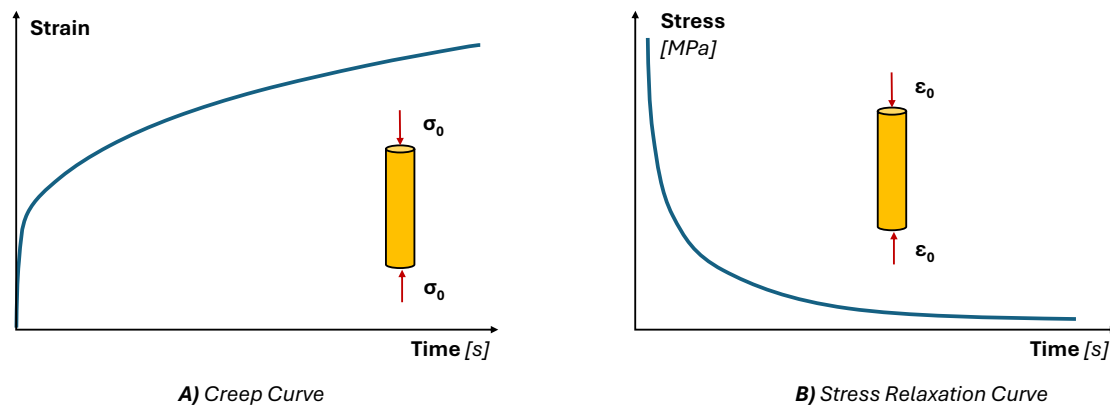 Strain
σ0
σ0
Time [s]
A) Creep Curve
Stress
[MPa]
ε0
ε0
Time [s]
B) Stress Relaxation Curve